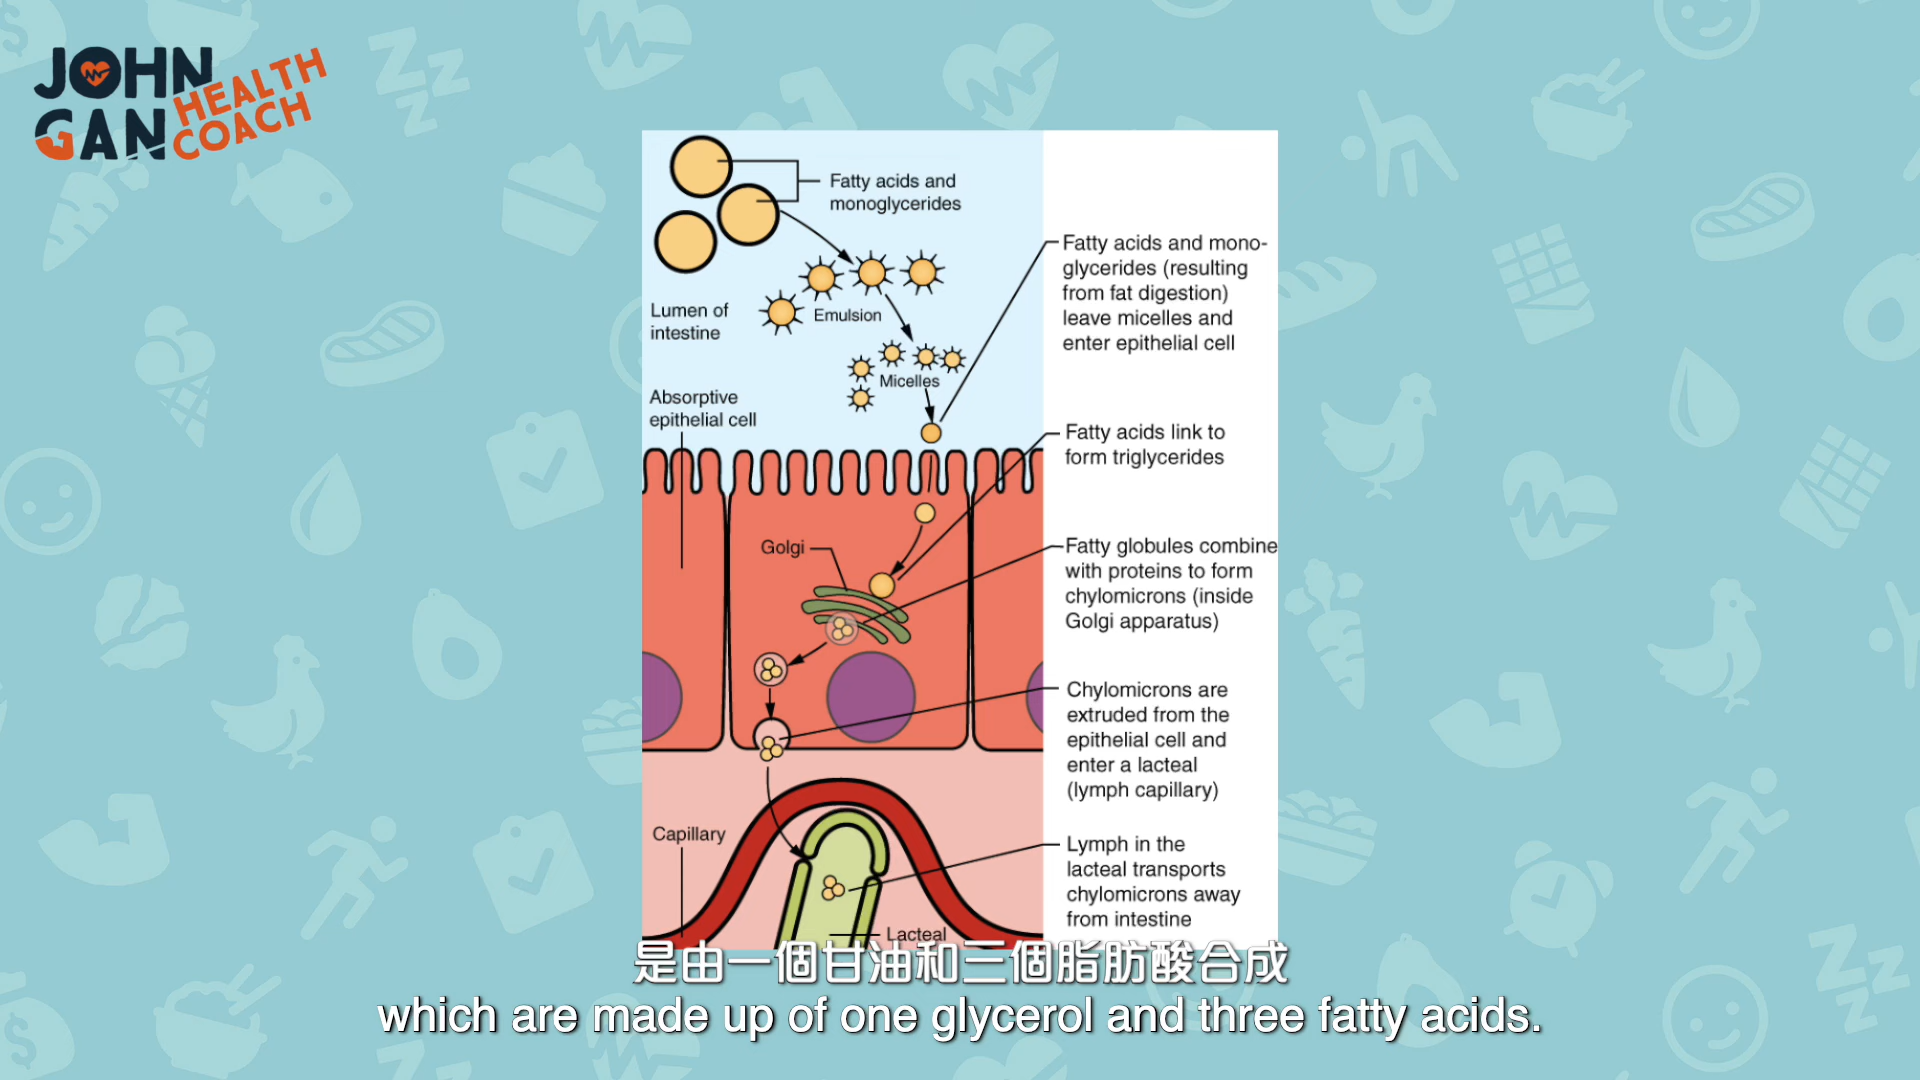 JOHN
GAN
HEALTH
COACH
Fatty acids and
monoglycerides
Lumen of
intestine
Emulsion
Micelles
Absorptive
epithelial cell
Golgi
Capillary
Lacteal
Fatty acids and mono-
glycerides (resulting
from fat digestion)
leave micelles and
enter epithelial cell
Fatty acids link to
form triglycerides
Fatty globules combine
with proteins to form
chylomicrons (inside
Golgi apparatus)
Chylomicrons are
extruded from the
epithelial cell and
enter a lacteal
(lymph capillary)
Lymph in the
lacteal transports
chylomicrons away
from intestine
是由一個甘油和三個脂肪酸合成
which are made up of one glycerol and three fatty acids.